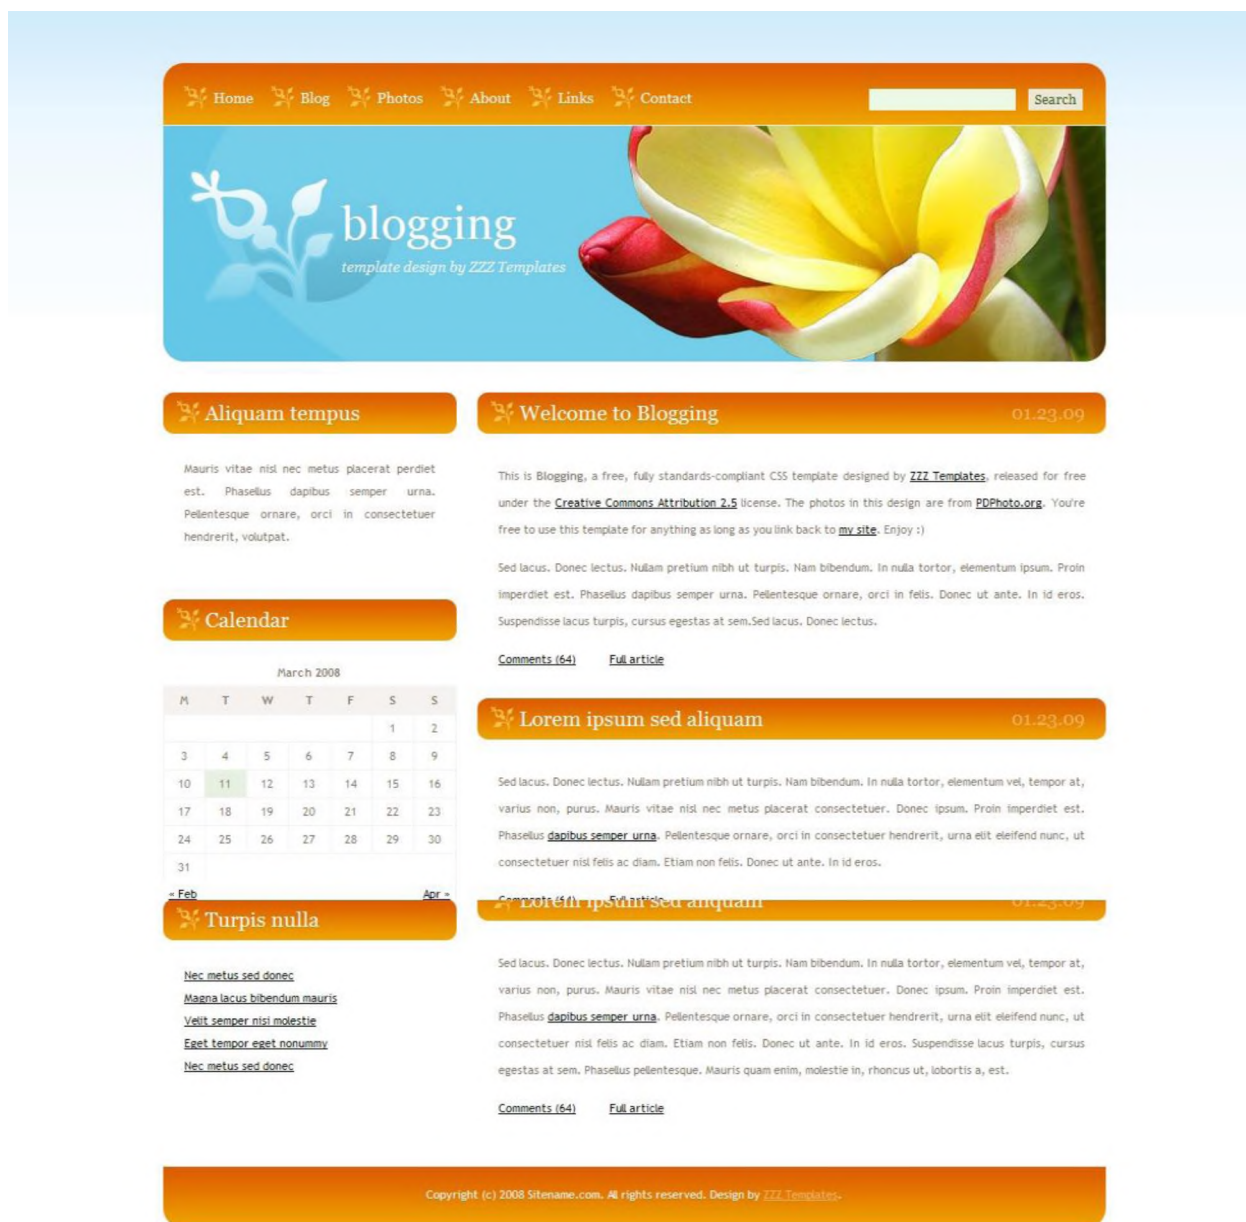 Home Blog Photos About Links Contact Search
blogging
template design by ZZZ Templates
Aliquam tempus
Mauris vitae nisl nec metus placerat perdiet
est. Phasellus dapibus semper urna.
Pellentesque ornare, orci in consectetuer
hendrerit, volutpat.
Calendar
March 2008
M T W T F S S
1 2
3 4 5 6 7 8 9
10 11 12 13 14 15 16
17 18 19 20 21 22 23
24 25 26 27 28 29 30
31
« Feb Apr »
Turpis nulla
Nec metus sed donec
Magna lacus bibendum mauris
Velit semper nisi molestie
Eget tempor eget nonummy
Nec metus sed donec
Welcome to Blogging 01.23.09
This is Blogging, a free, fully standards-compliant CSS template designed by ZZZ Templates, released for free
under the Creative Commons Attribution 2.5 license. The photos in this design are from PDPhoto.org. You're
free to use this template for anything as long as you link back to my site. Enjoy :)
Sed lacus. Donec lectus. Nullam pretium nibh ut turpis. Nam bibendum. In nulla tortor, elementum ipsum. Proin
imperdiet est. Phasellus dapibus semper urna. Pellentesque ornare, orci in felis. Donec ut ante. In id eros.
Suspendisse lacus turpis, cursus egestas at sem.Sed lacus. Donec lectus.
Comments (64) Full article
Lorem ipsum sed aliquam 01.23.09
Sed lacus. Donec lectus. Nullam pretium nibh ut turpis. Nam bibendum. In nulla tortor, elementum vel, tempor at,
varius non, purus. Mauris vitae nisl nec metus placerat consectetuer. Donec ipsum. Proin imperdiet est.
Phasellus dapibus semper urna. Pellentesque ornare, orci in consectetuer hendrerit, urna elit eleifend nunc, ut
consectetuer nisl felis ac diam. Etiam non felis. Donec ut ante. In id eros.
Comments (64) Full article
Lorem ipsum sed aliquam 01.23.09
Sed lacus. Donec lectus. Nullam pretium nibh ut turpis. Nam bibendum. In nulla tortor, elementum vel, tempor at,
varius non, purus. Mauris vitae nisl nec metus placerat consectetuer. Donec ipsum. Proin imperdiet est.
Phasellus dapibus semper urna. Pellentesque ornare, orci in consectetuer hendrerit, urna elit eleifend nunc, ut
consectetuer nisl felis ac diam. Etiam non felis. Donec ut ante. In id eros. Suspendisse lacus turpis, cursus
egestas at sem. Phasellus pellentesque. Mauris quam enim, molestie in, rhoncus ut, lobortis a, est.
Comments (64) Full article
Copyright (c) 2008 Sitename.com. All rights reserved. Design by ZZZ Templates.